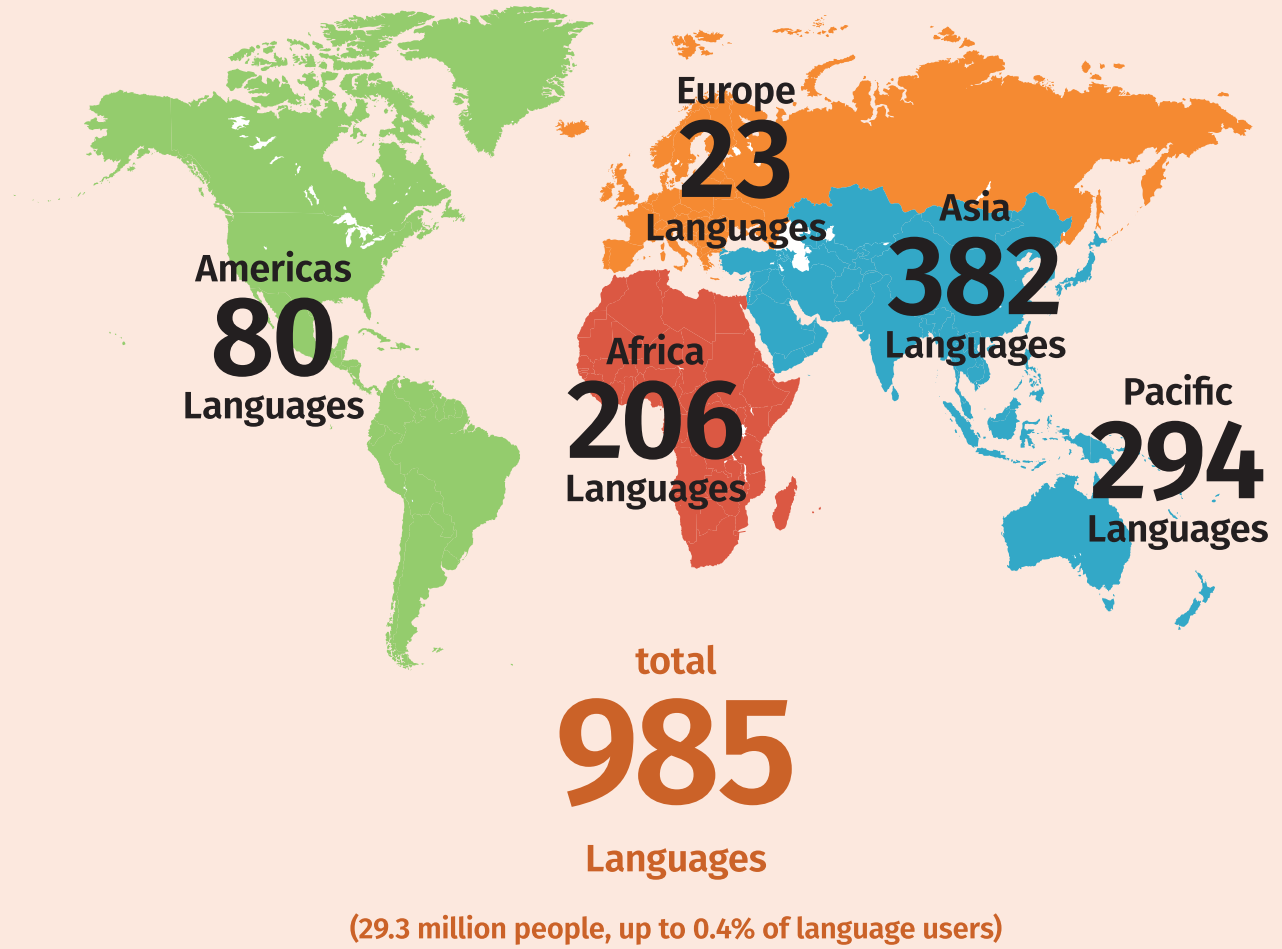 Europe
23
Languages
Asia
382
Languages
Americas
80
Languages
Africa
206
Languages
Pacific
294
Languages
total
985
Languages
(29.3 million people, up to 0.4% of language users)